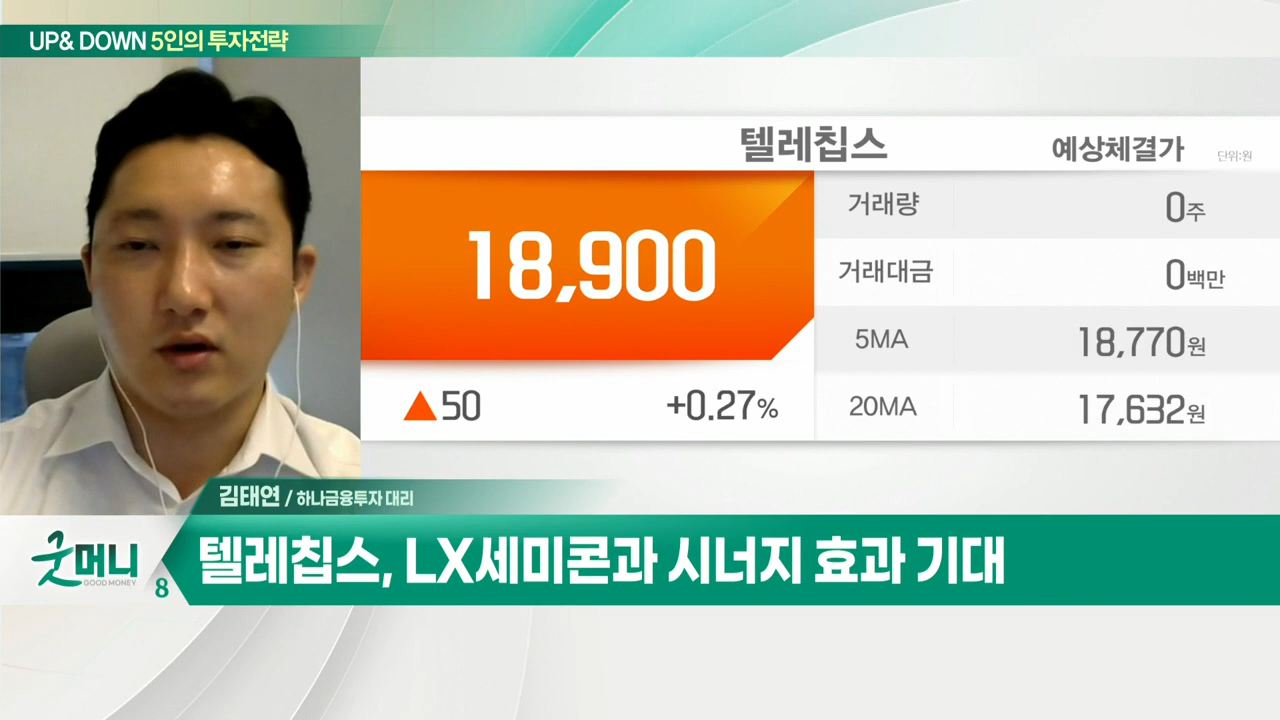 UP& DOWN 5인의 투자전략
텔레칩스
예상체결가
단위:원
18,900
▲50
+0.27%
거래량
0주
거래대금
0백만
5MA
18,770원
20MA
17,632원
김태연 / 하나금융투자 대리
굿머니
GOOD MONEY
8
텔레칩스, LX세미콘과 시너지 효과 기대